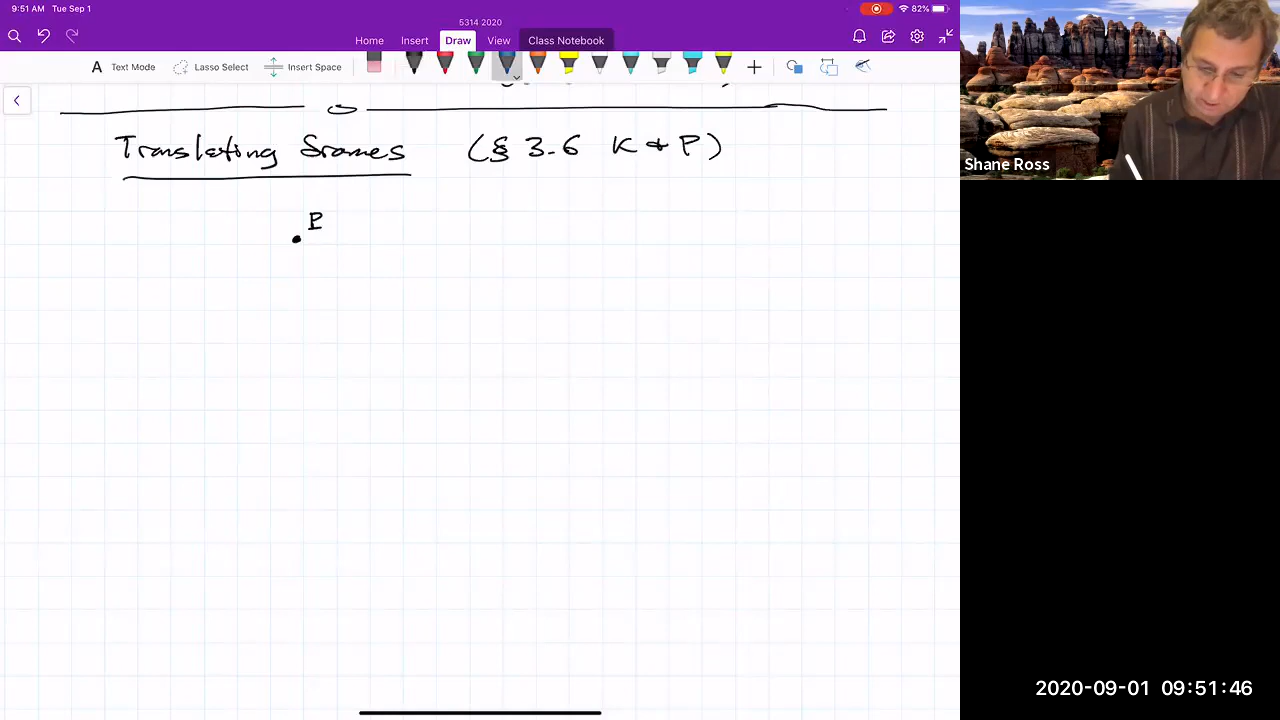 9:51 AM Tue Sep 1
82%
5314 2020
Home Insert Draw View Class Notebook
A Text Mode Lasso Select Insert Space
Translating frames (§ 3.6 K & P)
P
Shane Ross
2020-09-01 09:51:46